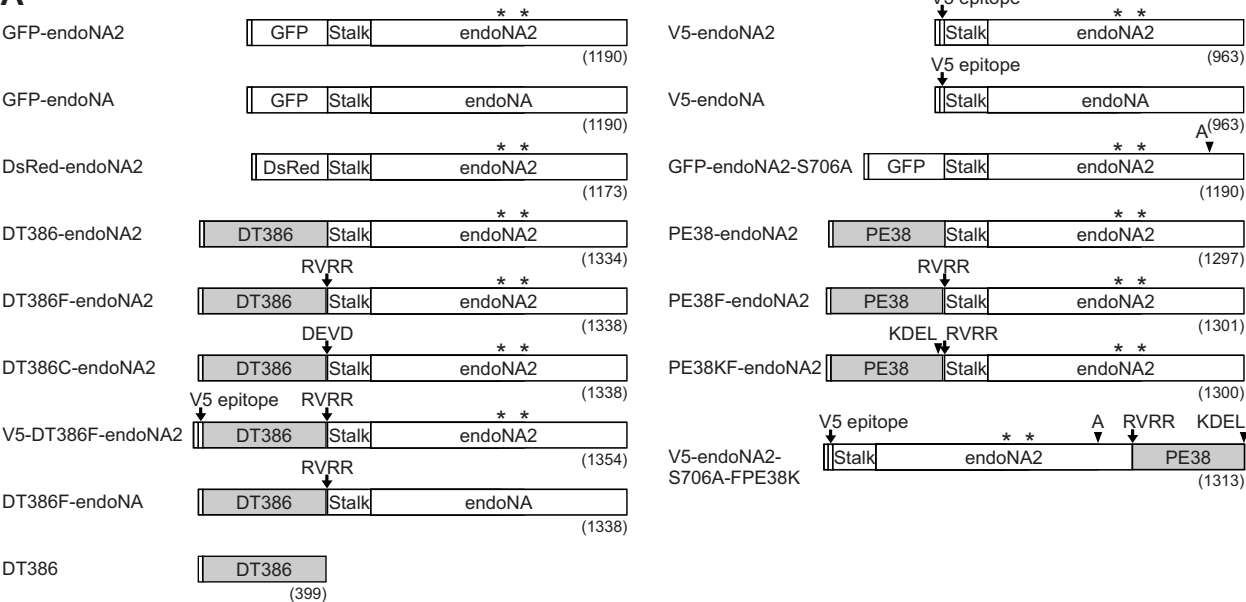 A
GFP-endoNA2 GFP Stalk endoNA2 * *
(1190)
GFP-endoNA GFP Stalk endoNA
(1190)
DsRed-endoNA2 DsRed Stalk endoNA2 * *
(1173)
DT386-endoNA2 DT386 Stalk endoNA2 * *
(1334)
RVRR
DT386F-endoNA2 DT386 Stalk endoNA2 * *
(1338)
DEVD
DT386C-endoNA2 DT386 Stalk endoNA2 * *
(1338)
V5 epitope RVRR
V5-DT386F-endoNA2 DT386 Stalk endoNA2 * *
(1354)
RVRR
DT386F-endoNA DT386 Stalk endoNA
(1338)
DT386 DT386
(399)
V5 epitope
V5-endoNA2 Stalk endoNA2 * *
(963)
V5 epitope
V5-endoNA Stalk endoNA
(963)
A
GFP-endoNA2-S706A GFP Stalk endoNA2 * *
(1190)
PE38-endoNA2 PE38 Stalk endoNA2 * *
(1297)
RVRR
PE38F-endoNA2 PE38 Stalk endoNA2 * *
(1301)
KDEL RVRR
PE38KF-endoNA2 PE38 Stalk endoNA2 * *
(1300)
V5 epitope * * A RVRR KDEL
V5-endoNA2-
S706A-FPE38K Stalk endoNA2 PE38
(1313)